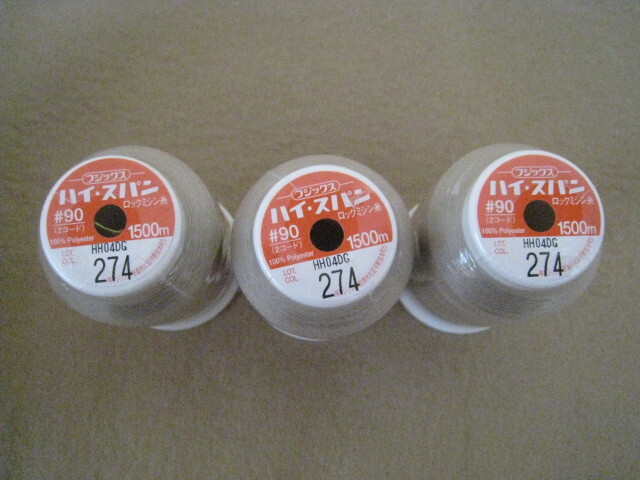 フジックス
ハイ・スパン
ロックミシン糸
#90
(2コード)
1500m
100% Polyester
LOT. HH04DG
COL. 274
フジックス
ハイ・スパン
ロックミシン糸
#90
(2コード)
1500m
100% Polyester
LOT. HH04DG
COL. 274
フジックス
ハイ・スパン
ロックミシン糸
#90
(2コード)
1500m
100% Polyester
LOT. HH04DG
COL. 274